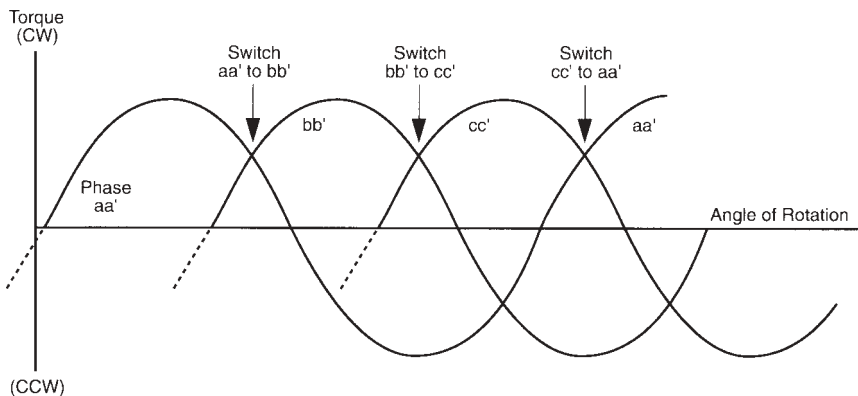 Torque
(CW)
Switch
aa' to bb'
Switch
bb' to cc'
Switch
cc' to aa'
bb'
cc'
aa'
Phase
aa'
Angle of Rotation
(CCW)